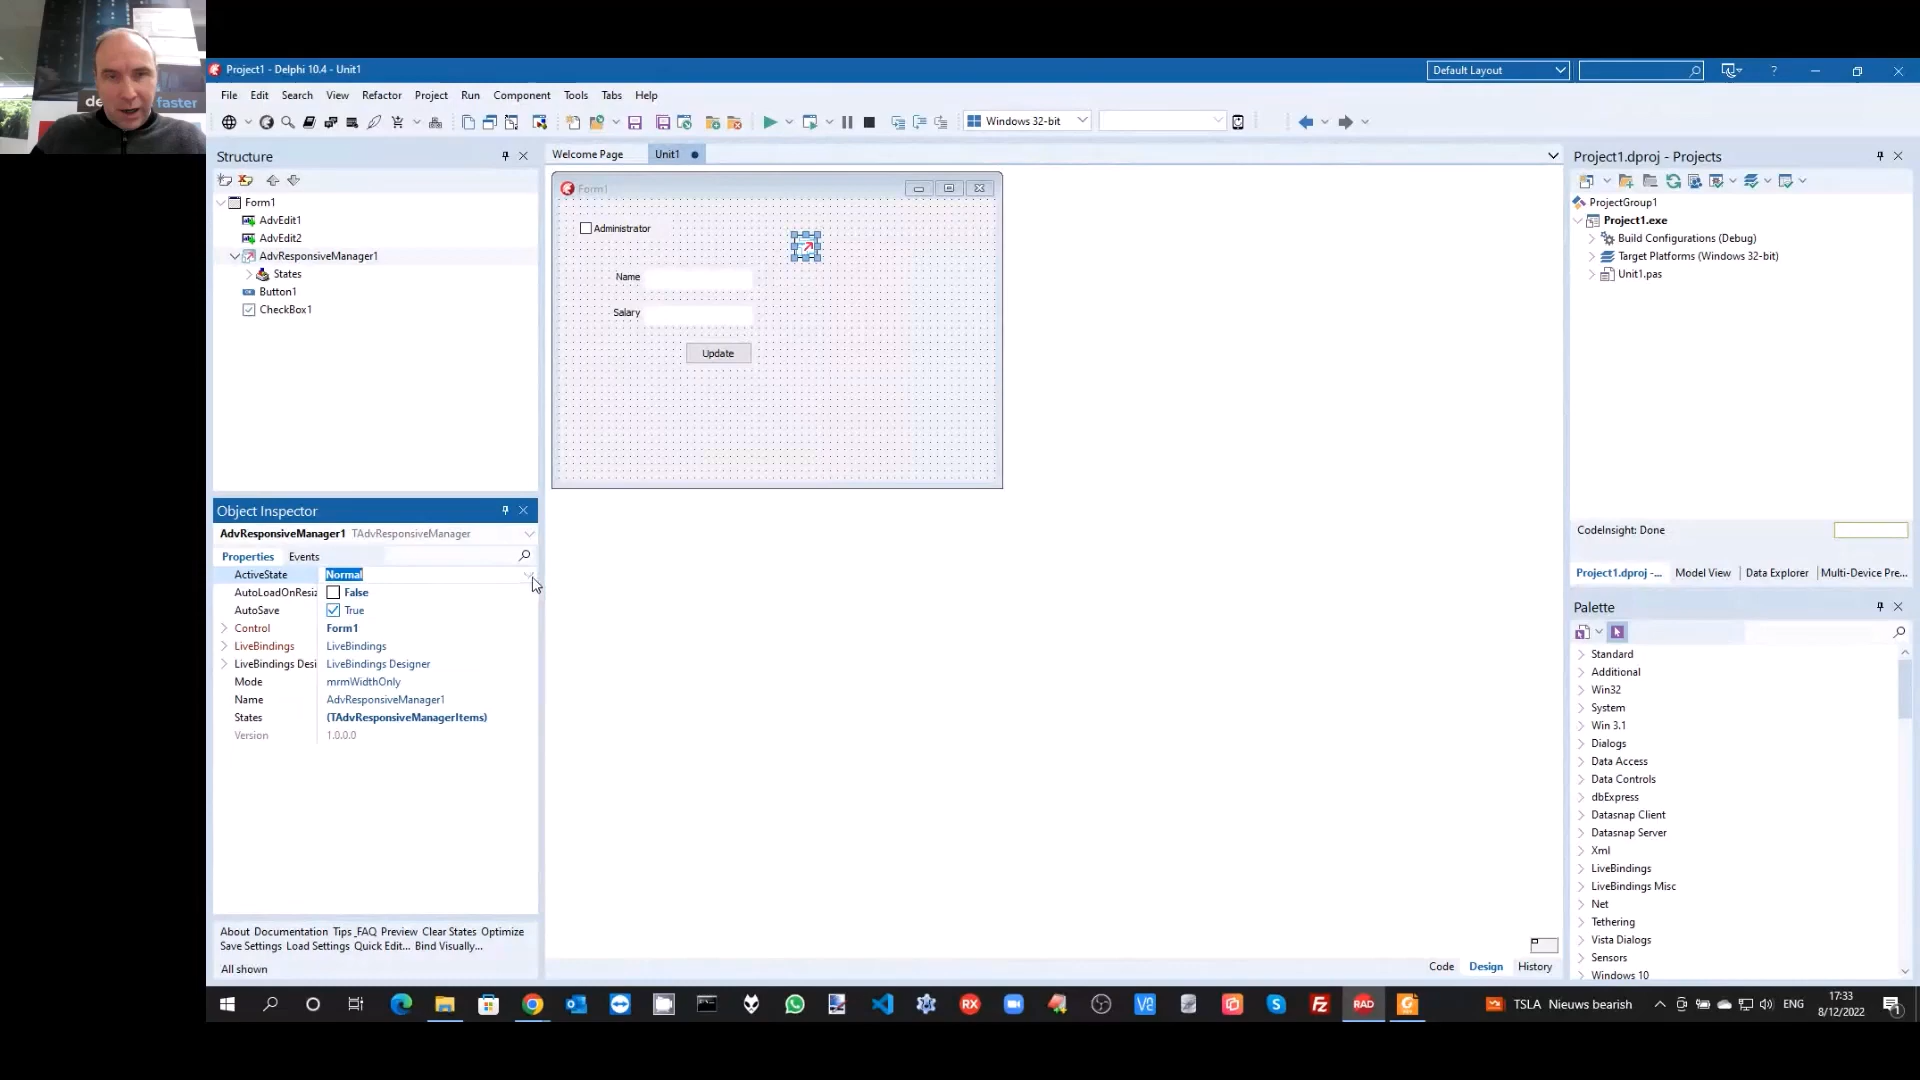 de faster
Project1 - Delphi 10.4 - Unit1
Default Layout
?
File Edit Search View Refactor Project Run Component Tools Tabs Help
Windows 32-bit
Structure
Form1
AdvEdit1
AdvEdit2
AdvResponsiveManager1
States
Button1
CheckBox1
Welcome Page Unit1
Form1
Administrator
Name
Salary
Update
Object Inspector
AdvResponsiveManager1 TAdvResponsiveManager
Properties Events
ActiveState Normal
AutoLoadOnResiz False
AutoSave True
Control Form1
LiveBindings LiveBindings
LiveBindings Desi LiveBindings Designer
Mode mrmWidthOnly
Name AdvResponsiveManager1
States (TAdvResponsiveManagerItems)
Version 1.0.0.0
About Documentation Tips_FAQ Preview Clear States Optimize
Save Settings Load Settings Quick Edit... Bind Visually...
All shown
Code Design History
Project1.dproj - Projects
ProjectGroup1
Project1.exe
Build Configurations (Debug)
Target Platforms (Windows 32-bit)
Unit1.pas
CodeInsight: Done
Project1.dproj -... Model View Data Explorer Multi-Device Pre...
Palette
Standard
Additional
Win32
System
Win 3.1
Dialogs
Data Access
Data Controls
dbExpress
Datasnap Client
Datasnap Server
Xml
LiveBindings
LiveBindings Misc
Net
Tethering
Vista Dialogs
Sensors
Windows 10
RX
RAD
TSLA Nieuws bearish
ENG
17:33
8/12/2022
1